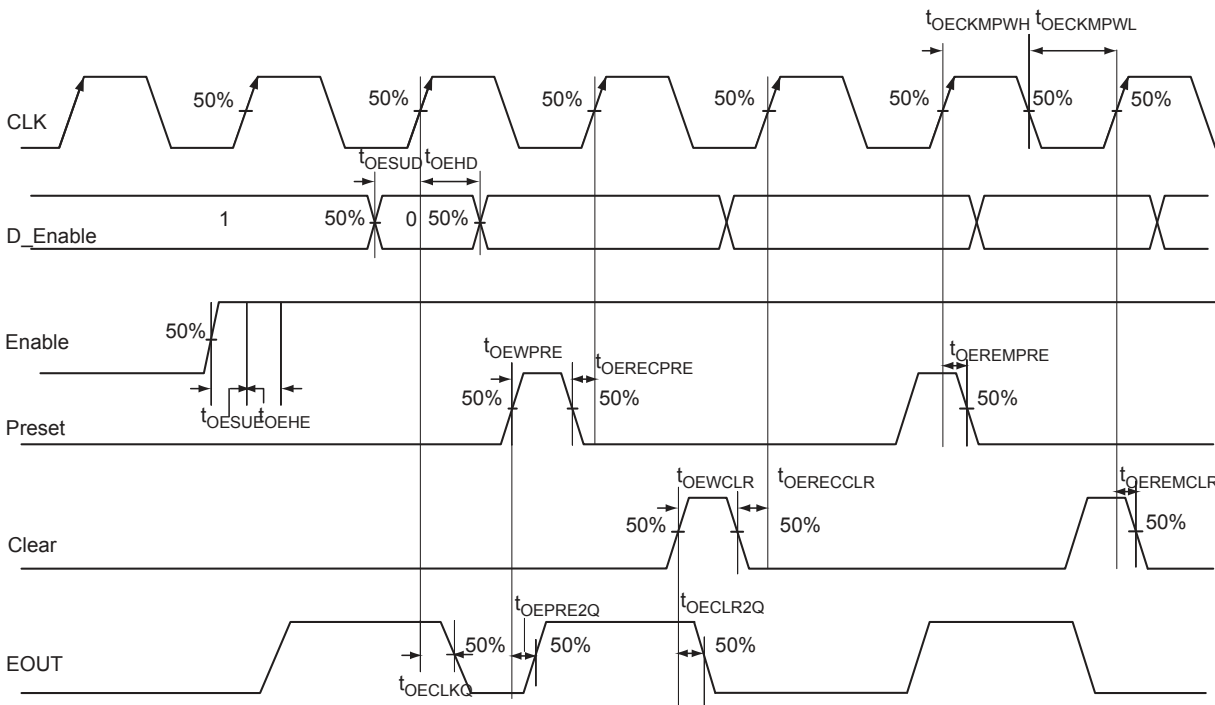 tOECKMPWH tOECKMPWL
50% 50% 50% 50% 50% 50% 50%
CLK
tOESUD tOEHD
1 50% 0 50%
D_Enable
50%
Enable
tOESUE tOEHE
tOEWPRE tOERECPRE tOEREMPRE
50% 50% 50%
Preset
tOEWCLR tOERECCLR tOEREMCLR
50% 50% 50%
Clear
tOEPRE2Q tOECLR2Q
50% 50% 50%
EOUT
tOECLKQ